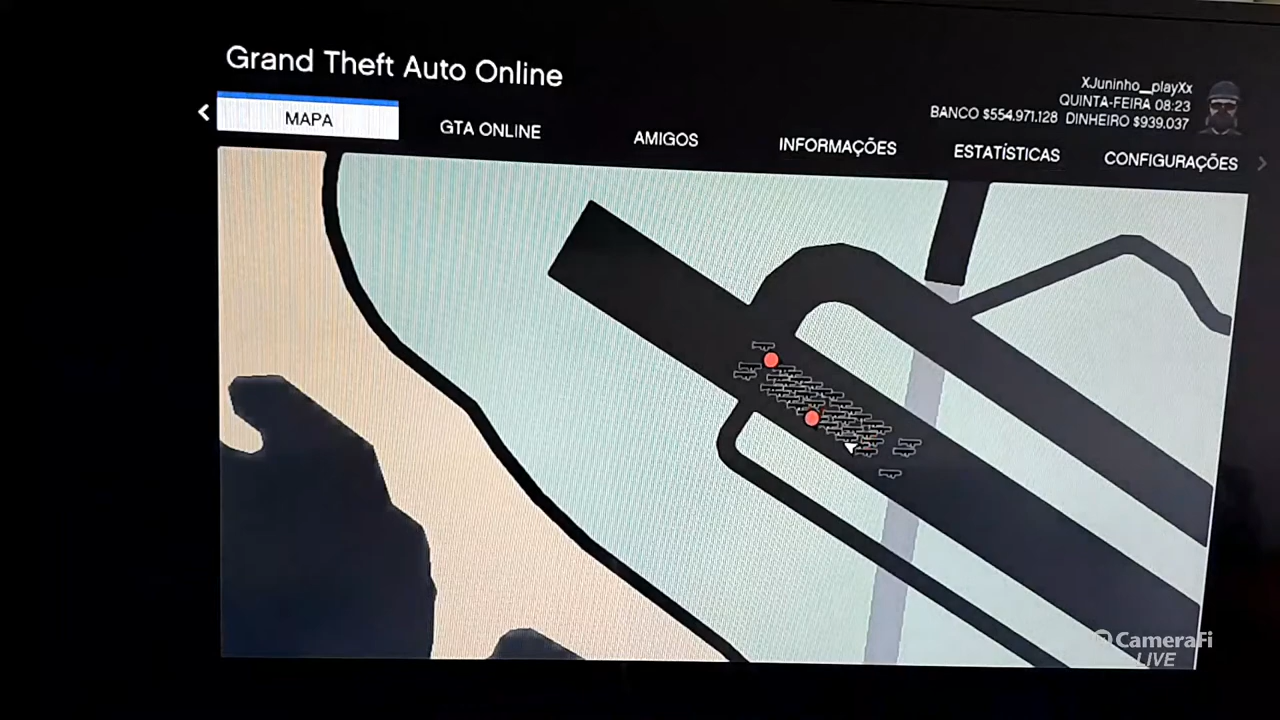 Grand Theft Auto Online
XJuninho_playXx
QUINTA-FEIRA 08:23
BANCO $554.971.128 DINHEIRO $939.037
MAPA
GTA ONLINE
AMIGOS
INFORMAÇÕES
ESTATÍSTICAS
CONFIGURAÇÕES
CameraFi
LIVE